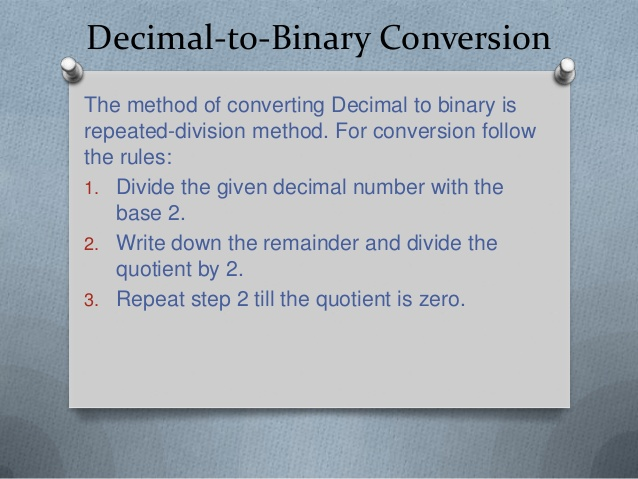 Decimal-to-Binary Conversion
The method of converting Decimal to binary is
repeated-division method. For conversion follow
the rules:
1. Divide the given decimal number with the
base 2.
2. Write down the remainder and divide the
quotient by 2.
3. Repeat step 2 till the quotient is zero.